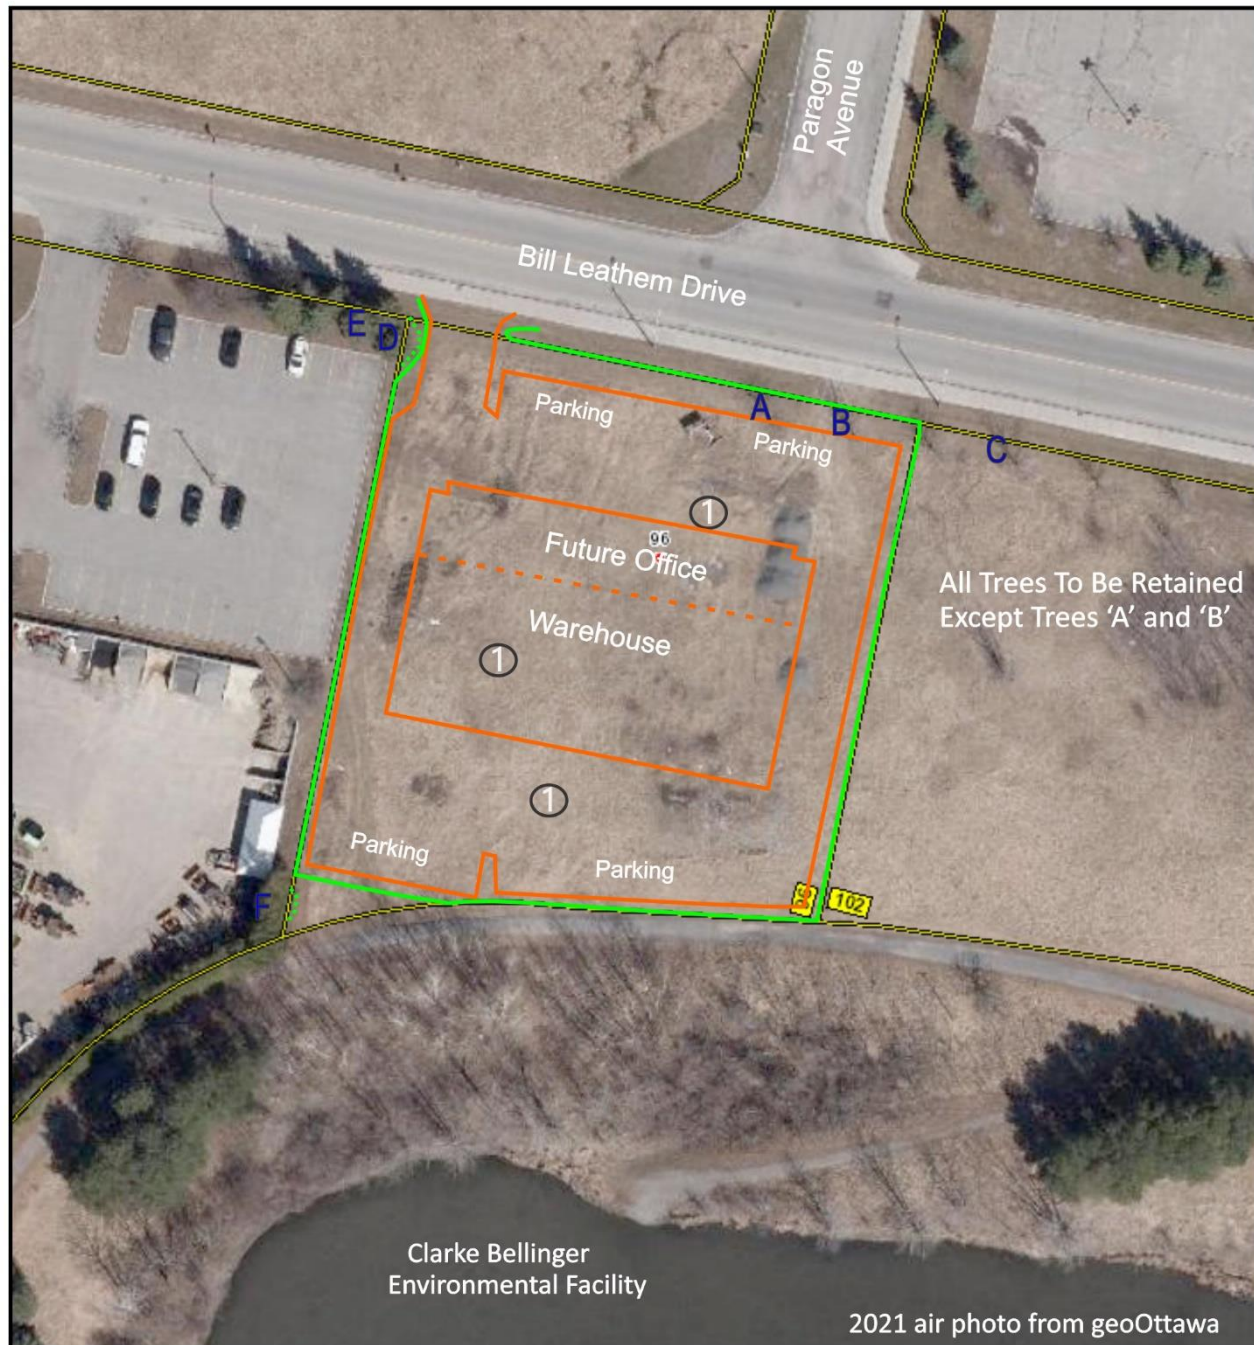 Paragon
Avenue
Bill Leathem Drive
E
D
A
B
C
Parking
Parking
1
96
Future Office
Warehouse
1
All Trees To Be Retained
Except Trees ‘A’ and ‘B’
1
Parking
Parking
F
96
102
Clarke Bellinger
Environmental Facility
2021 air photo from geoOttawa